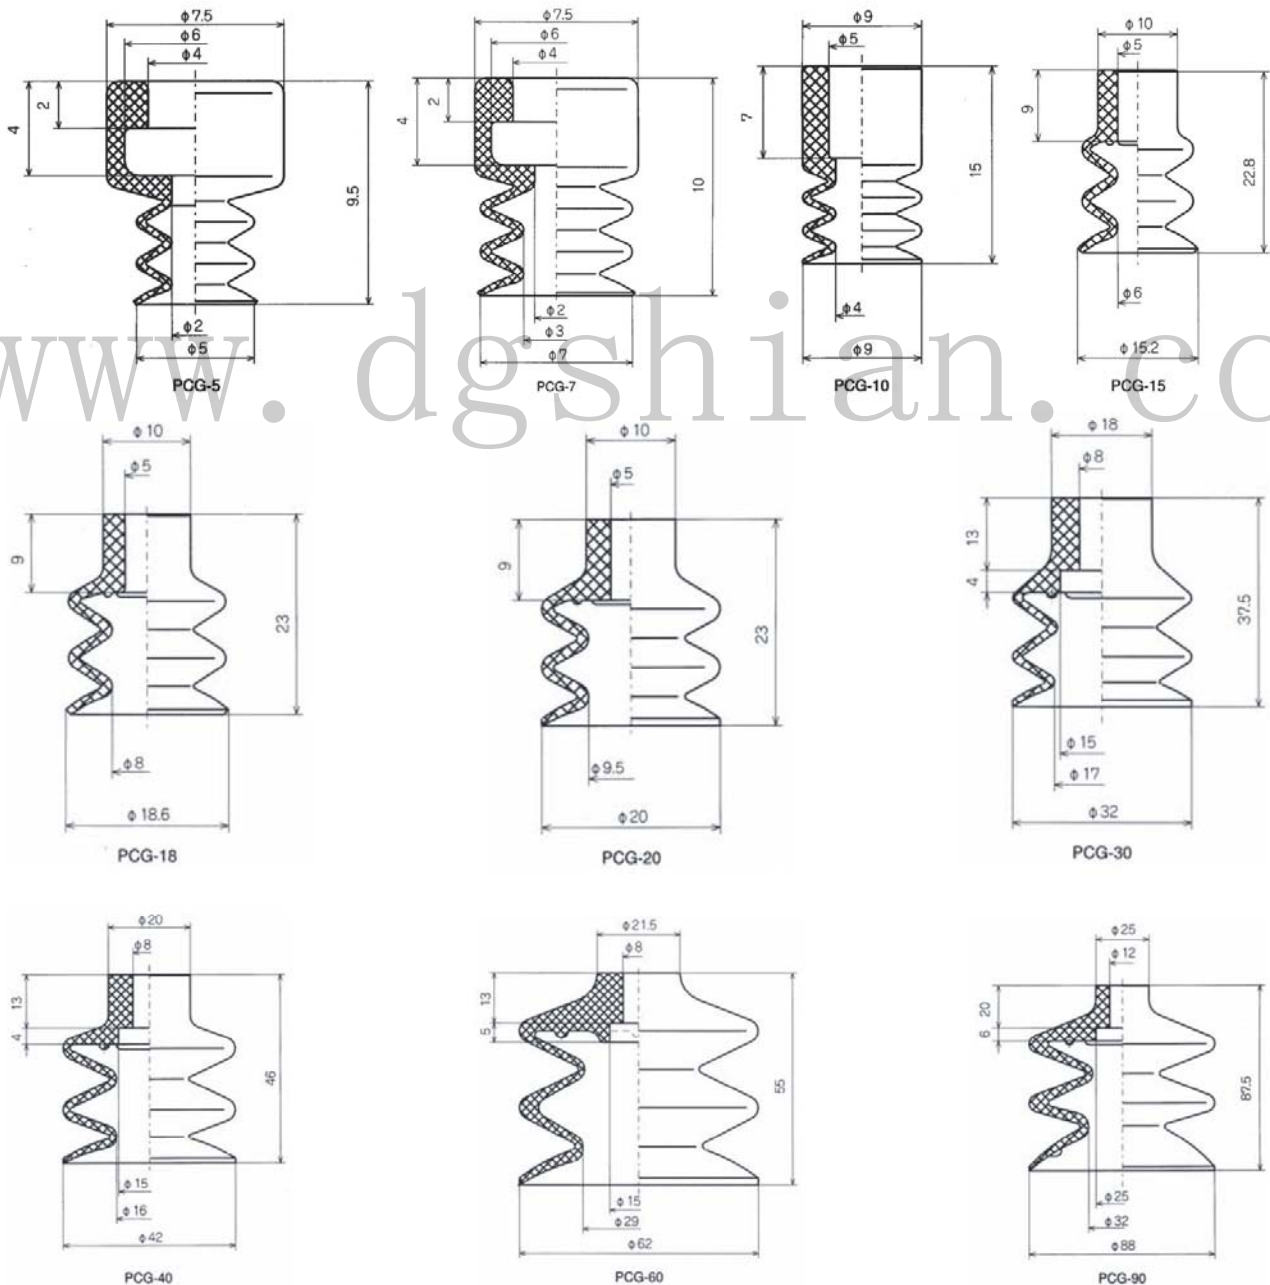 φ7.5
φ6
φ4
2
4
9.5
φ2
φ5
PCG-5
φ7.5
φ6
φ4
2
4
10
φ2
φ3
φ7
PCG-7
φ9
φ5
7
15
φ4
φ9
PCG-10
φ10
φ5
9
22.8
φ6
φ15.2
PCG-15
www.dgshian.co
φ10
φ5
9
23
φ8
φ18.6
PCG-18
φ10
φ5
9
23
φ9.5
φ20
PCG-20
φ18
φ8
13
4
37.5
φ15
φ17
φ32
PCG-30
φ20
φ8
13
4
46
φ15
φ16
φ42
PCG-40
φ21.5
φ8
13
5
55
φ15
φ29
φ62
PCG-60
φ25
φ12
20
6
87.5
φ25
φ32
φ88
PCG-90